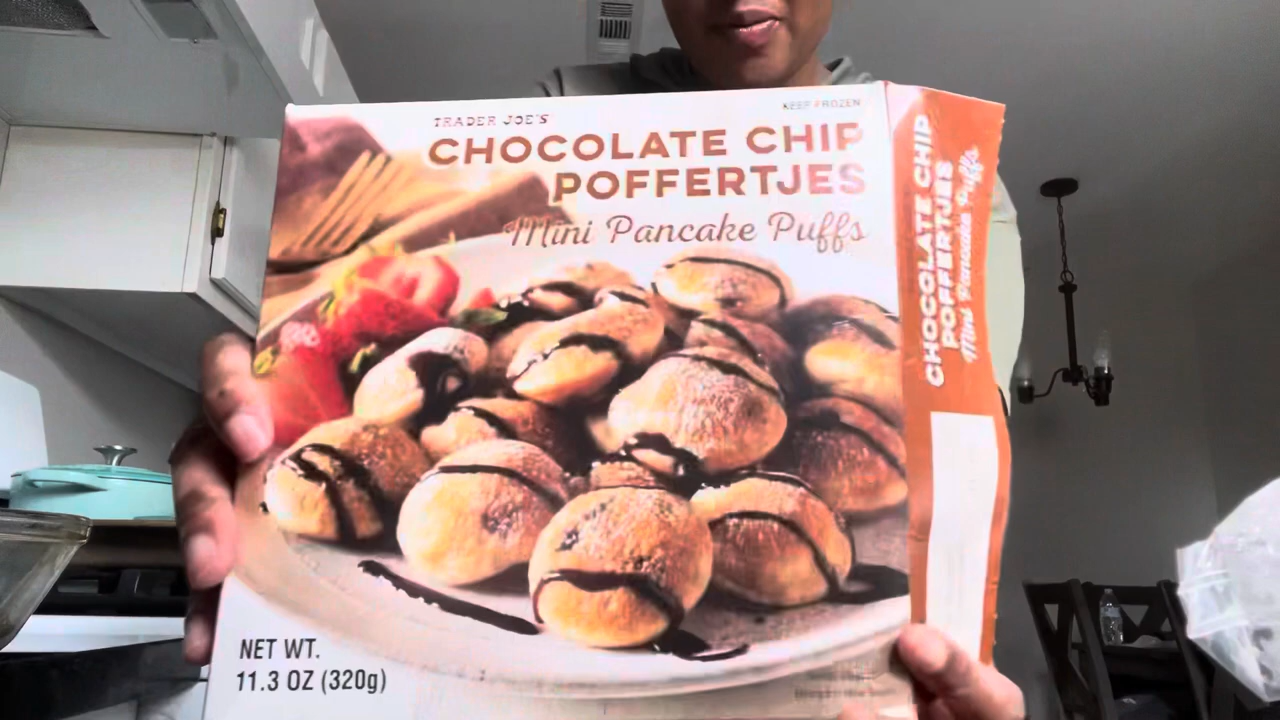 TRADER JOE'S
KEEP FROZEN
CHOCOLATE CHIP
POFFERTJES
Mini Pancake Puffs
NET WT.
11.3 OZ (320g)
CHOCOLATE CHIP
POFFERTJES
Mini Pancake Puffs